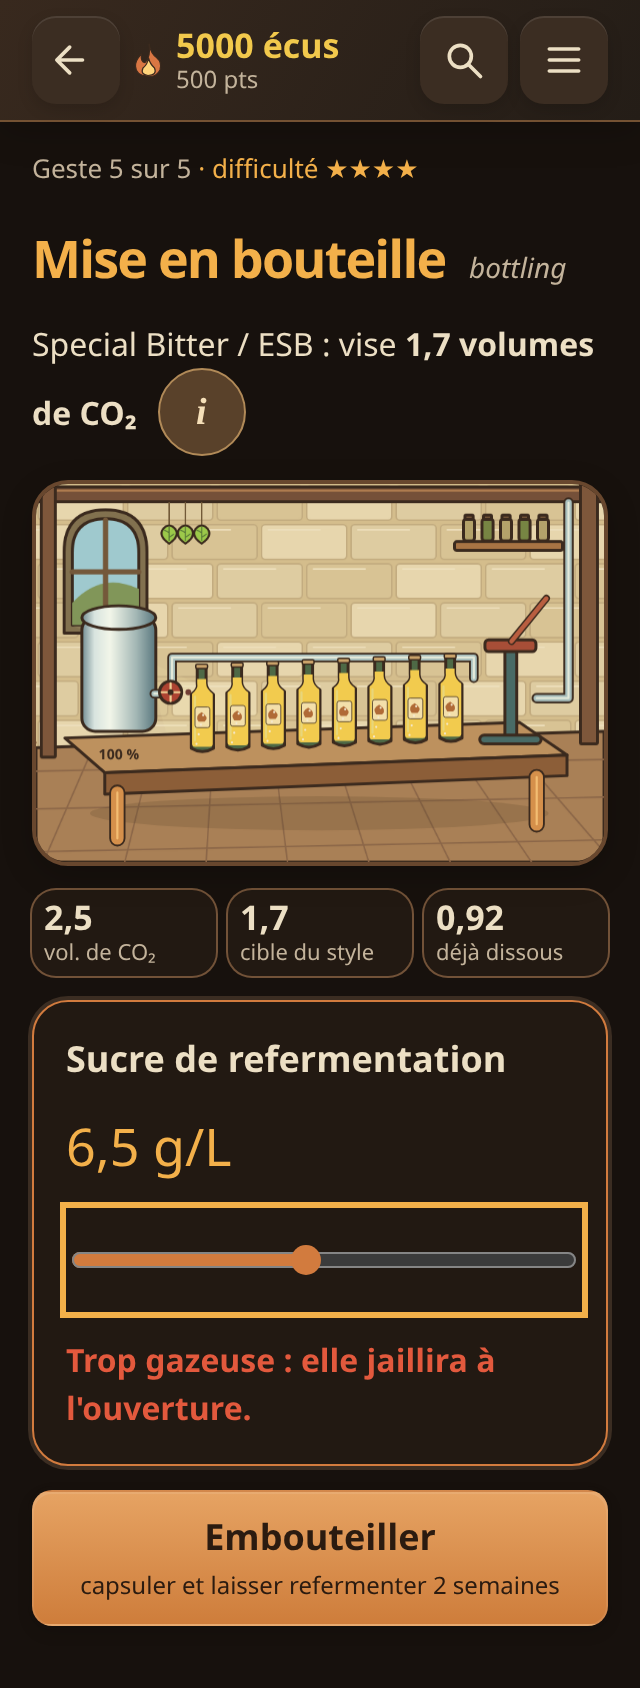 5000 écus
500 pts
Geste 5 sur 5 · difficulté ★★★★
Mise en bouteille bottling
Special Bitter / ESB : vise 1,7 volumes
de CO₂ i
100 %
2,5
vol. de CO₂
1,7
cible du style
0,92
déjà dissous
Sucre de refermentation
6,5 g/L
Trop gazeuse : elle jaillira à
l'ouverture.
Embouteiller
capsuler et laisser refermenter 2 semaines